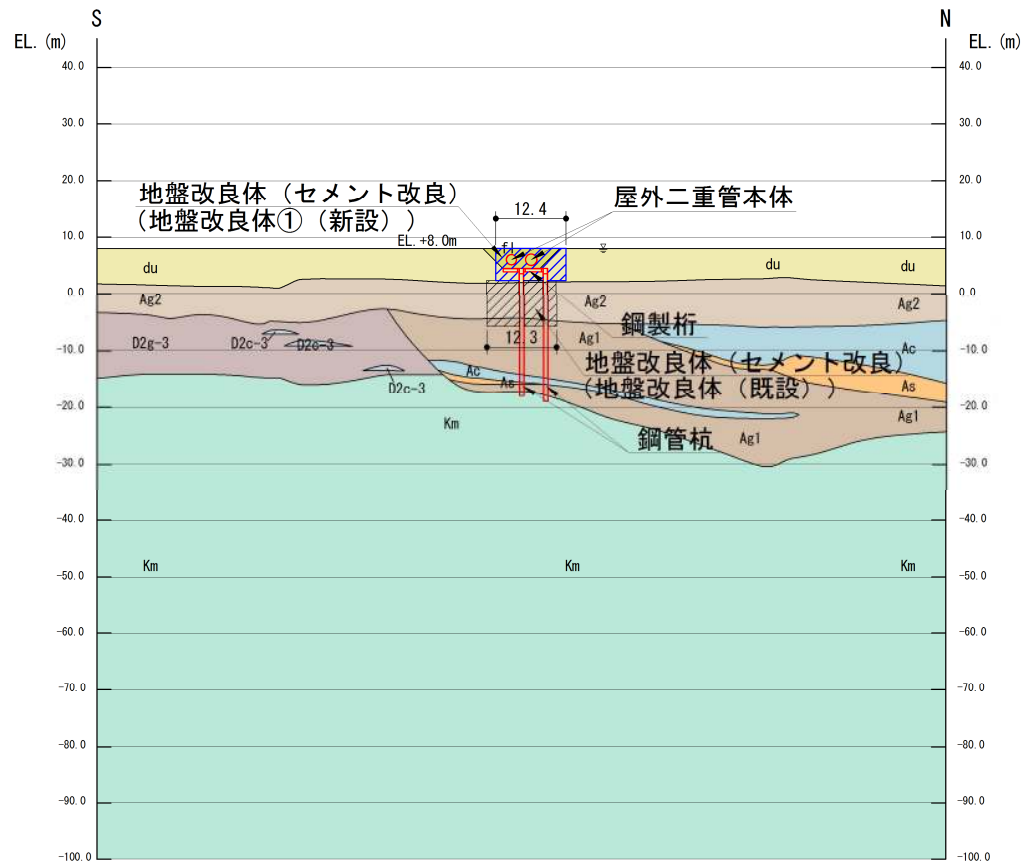 S
N
EL. (m)
EL. (m)
40.0
40.0
30.0
30.0
20.0
20.0
地盤改良体（セメント改良）
(地盤改良体①（新設）)
12.4
屋外二重管本体
10.0
10.0
EL.+8.0m
fl
du
du
du
0.0
0.0
Ag2
Ag2
Ag2
鋼製桁
D2g-3
D2c-3
D2c-3
12.3
Ag1
Ac
-10.0
-10.0
地盤改良体（セメント改良）
(地盤改良体（既設）)
Ac
As
As
D2c-3
-20.0
-20.0
Km
Ag1
Ag1
鋼管杭
-30.0
-30.0
-40.0
-40.0
Km
Km
Km
-50.0
-50.0
-60.0
-60.0
-70.0
-70.0
-80.0
-80.0
-90.0
-90.0
-100.0
-100.0